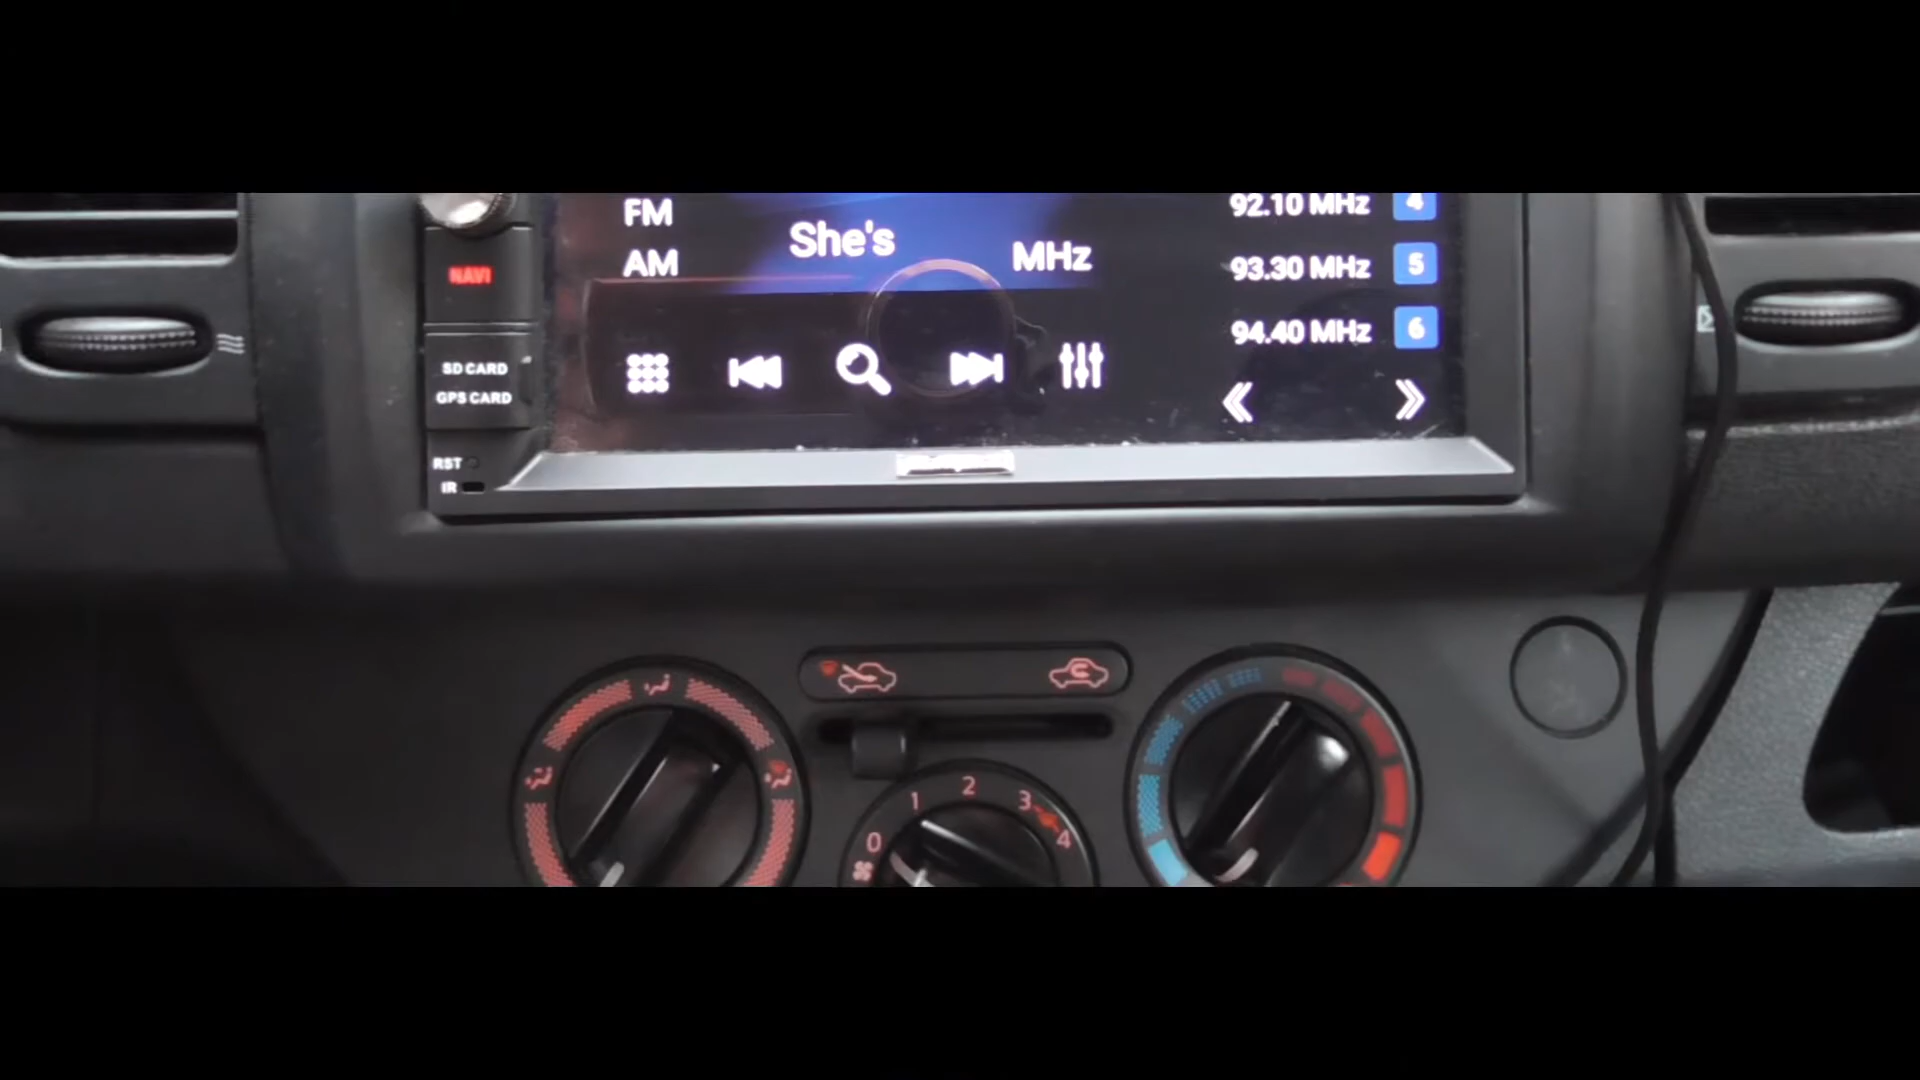 FM
AM
She's
MHz
92.10 MHz 4
93.30 MHz 5
94.40 MHz 6
NAVI
SD CARD
GPS CARD
RST
IR
0 1 2 3 4